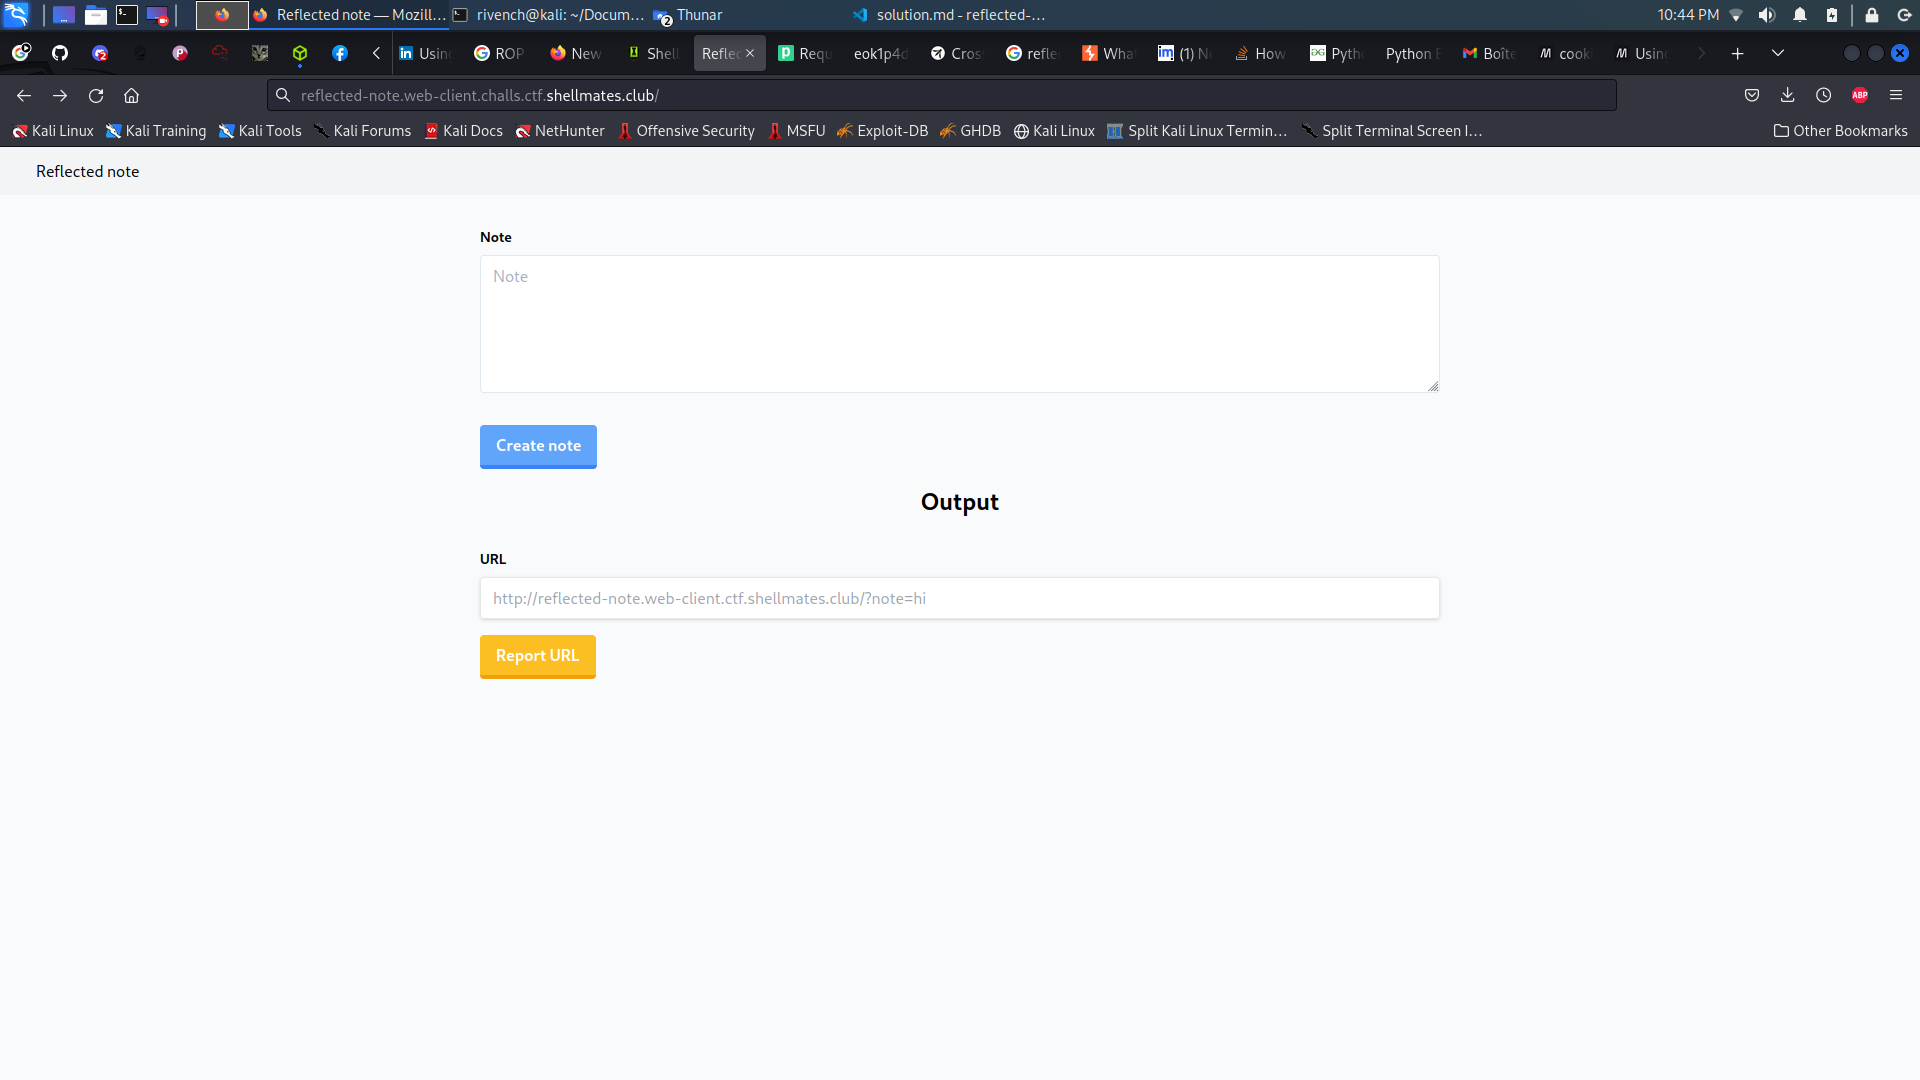 Reflected note — Mozill...
rivench@kali: ~/Docum...
2
Thunar
solution.md - reflected-...
10:44 PM
2
Using
ROP
New
Shell
Reflec
Requ
eok1p4d
Cros
refle
Wha
(1) N
How
Pyth
Python E
Boîte
cook
Using
reflected-note.web-client.challs.ctf.shellmates.club/
ABP
Kali Linux
Kali Training
Kali Tools
Kali Forums
Kali Docs
NetHunter
Offensive Security
MSFU
Exploit-DB
GHDB
Kali Linux
Split Kali Linux Termin...
Split Terminal Screen I...
Other Bookmarks
Reflected note
Note
Note
Create note
Output
URL
http://reflected-note.web-client.ctf.shellmates.club/?note=hi
Report URL